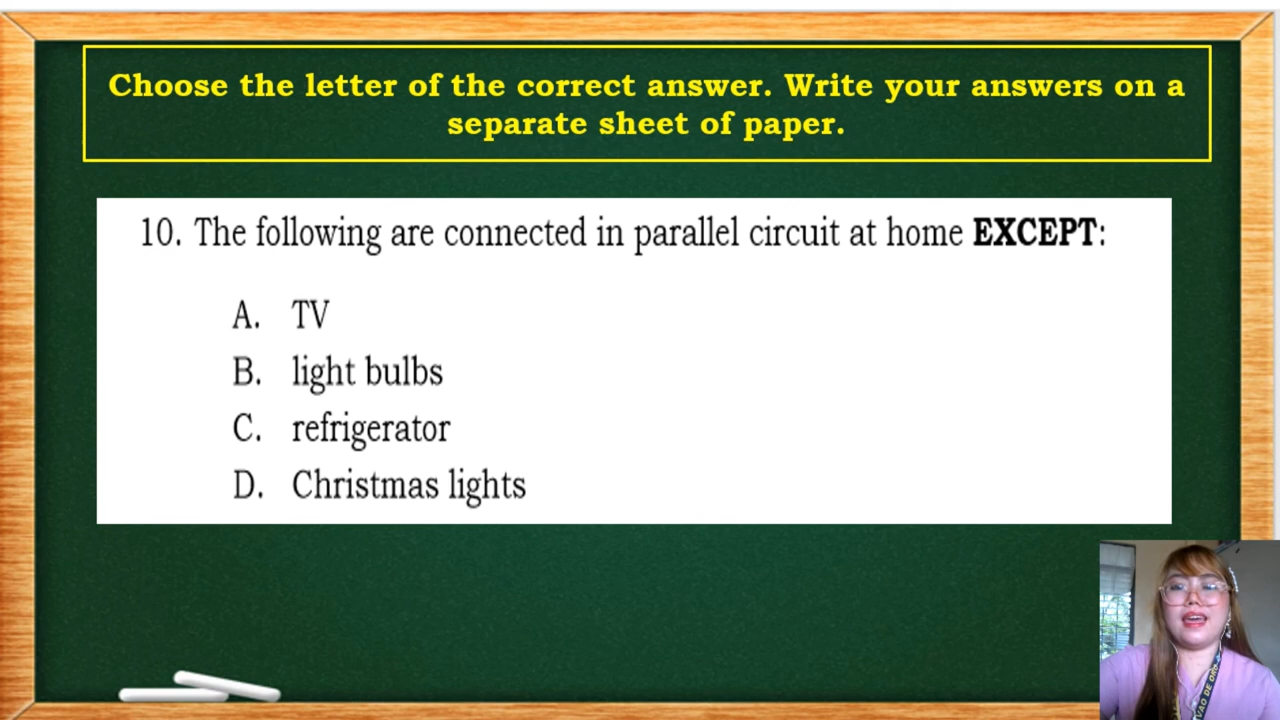 Choose the letter of the correct answer. Write your answers on a
separate sheet of paper.
10. The following are connected in parallel circuit at home EXCEPT:
A. TV
B. light bulbs
C. refrigerator
D. Christmas lights